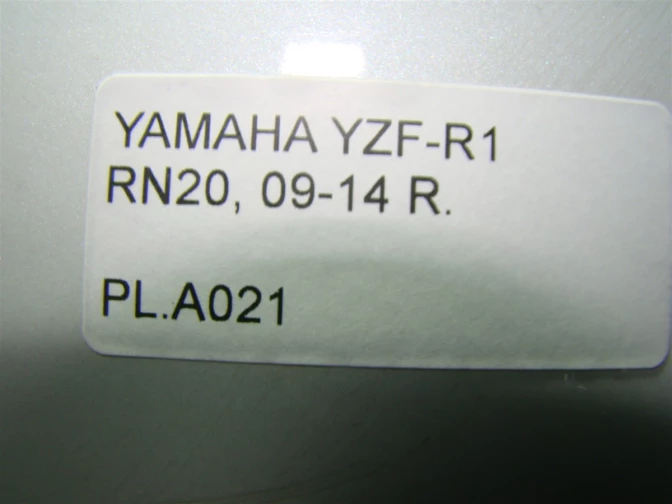 YAMAHA YZF-R1
RN20, 09-14 R.
PL.A021